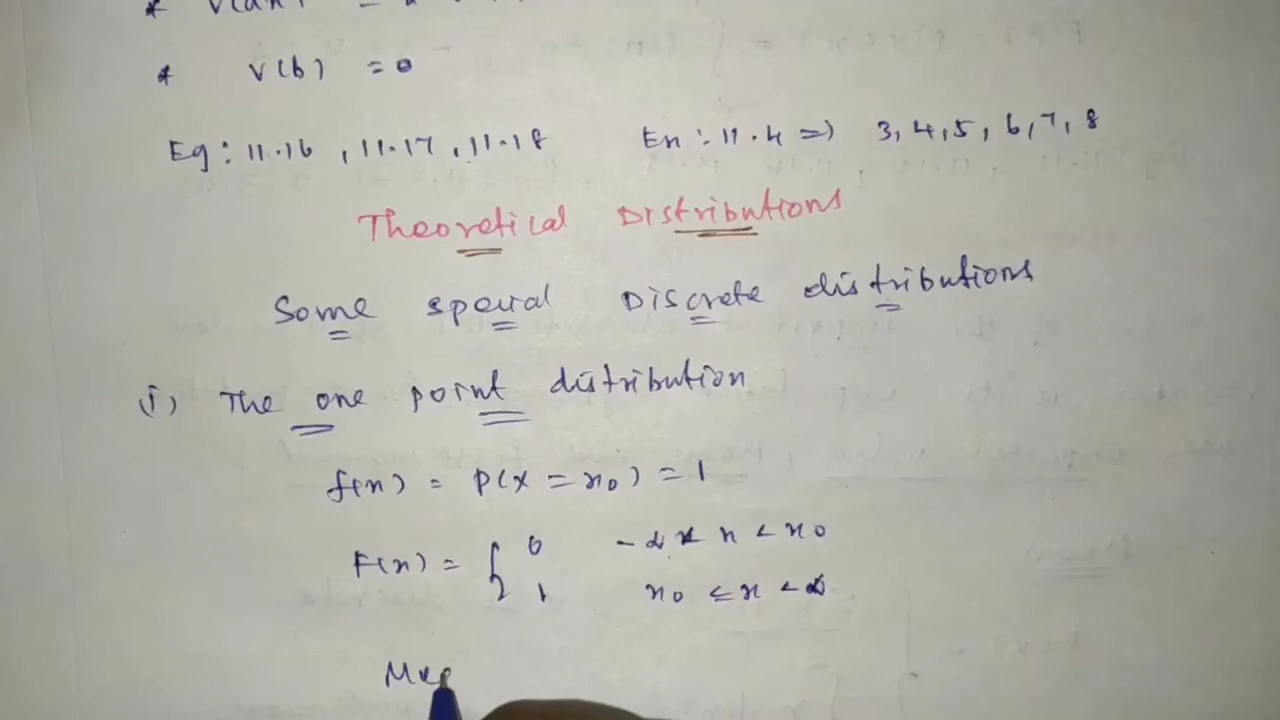 * V(b) = 0
Eg : 11.16 , 11.17 , 11.18 Ex : 11.4 => 3, 4, 5, 6, 7, 8
Theoretical Distributions
Some special Discrete distributions
(i) The one point distribution
f(x) = P(X = x₀) = 1
F(x) = { 0 -∞ < x < x₀
1 x₀ ≤ x < ∞